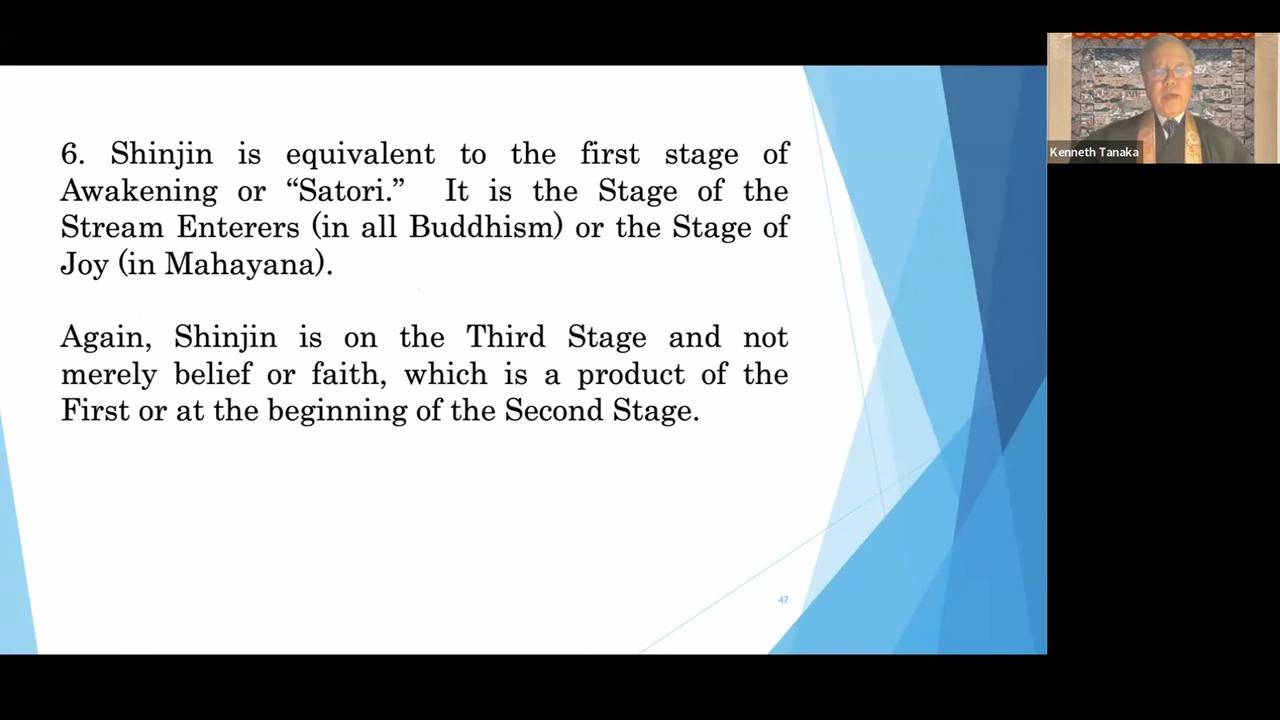 6. Shinjin is equivalent to the first stage of
Awakening or “Satori.” It is the Stage of the
Stream Enterers (in all Buddhism) or the Stage of
Joy (in Mahayana).
Again, Shinjin is on the Third Stage and not
merely belief or faith, which is a product of the
First or at the beginning of the Second Stage.
47
Kenneth Tanaka